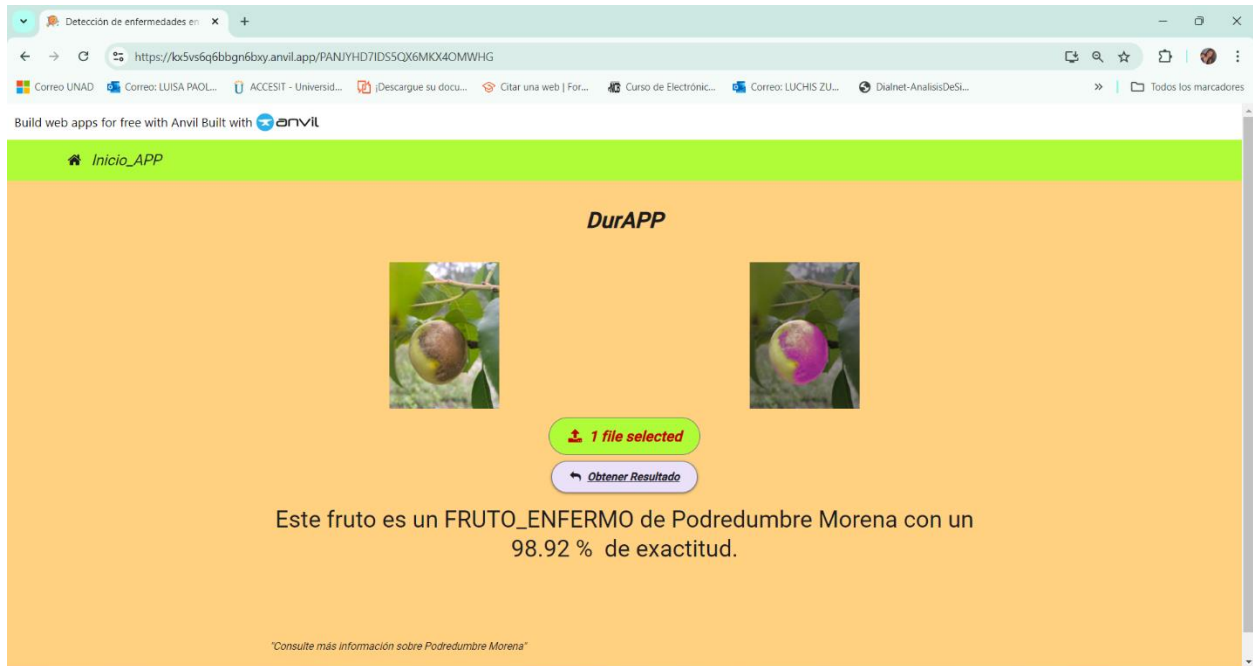 Detección de enfermedades en
https://kx5vs6q6bbgn6bxy.anvil.app/PANJYHD7IDS5QX6MKX4OMWHG
Correo UNAD Correo: LUISA PAOL... ACCESIT - Universid... ¡Descargue su docu... Citar una web | For... Curso de Electrónic... Correo: LUCHIS ZU... Dialnet-AnalisisDeSi... » Todos los marcadores
Build web apps for free with Anvil Built with anvil
Inicio_APP
DurAPP
1 file selected
Obtener Resultado
Este fruto es un FRUTO_ENFERMO de Podredumbre Morena con un
98.92 % de exactitud.
"Consulte más información sobre Podredumbre Morena"